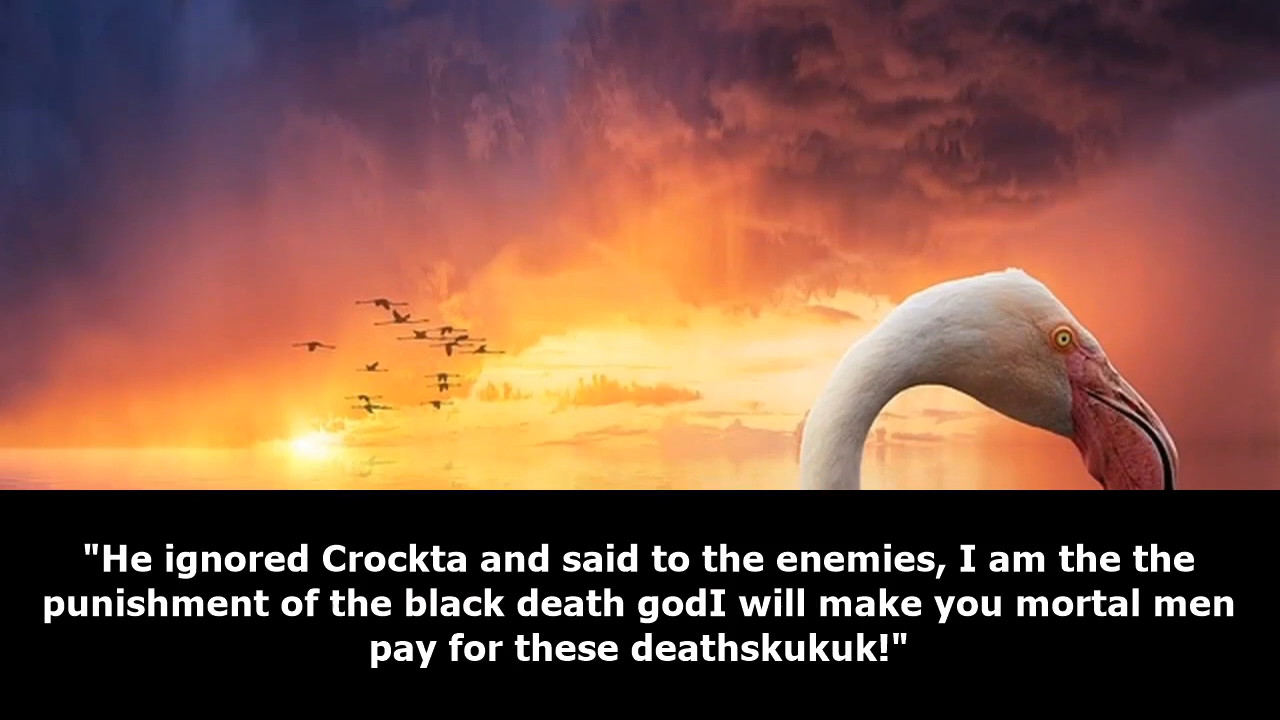 "He ignored Crockta and said to the enemies, I am the the
punishment of the black death godI will make you mortal men
pay for these deathskukuk!"